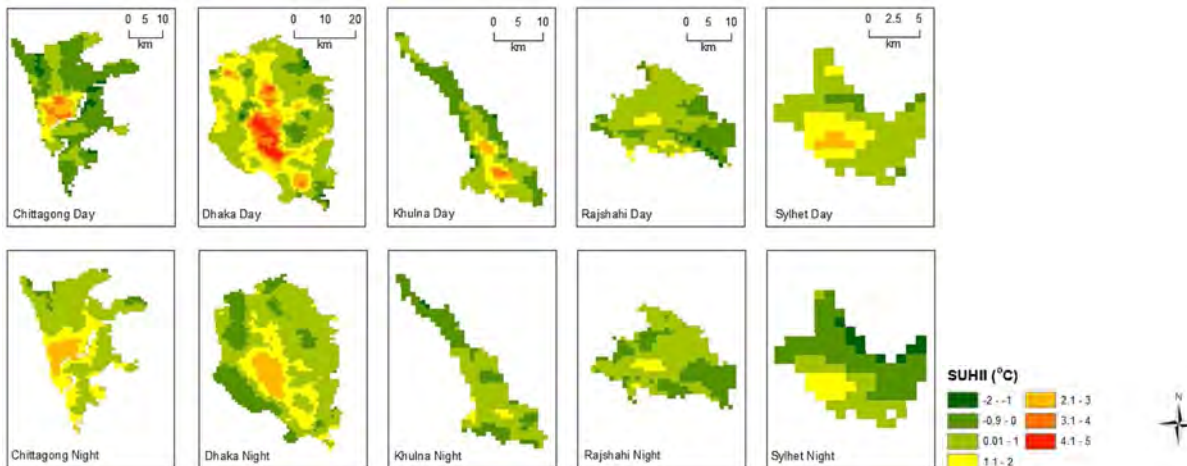 0 5 10
km
Chittagong Day
0 10 20
km
Dhaka Day
0 5 10
km
Khulna Day
0 5 10
km
Rajshahi Day
0 2.5 5
km
Sylhet Day
Chittagong Night
Dhaka Night
Khulna Night
Rajshahi Night
Sylhet Night
SUHII (°C)
-2 - -1
-0.9 - 0
0.01 - 1
1.1 - 2
2.1 - 3
3.1 - 4
4.1 - 5
N